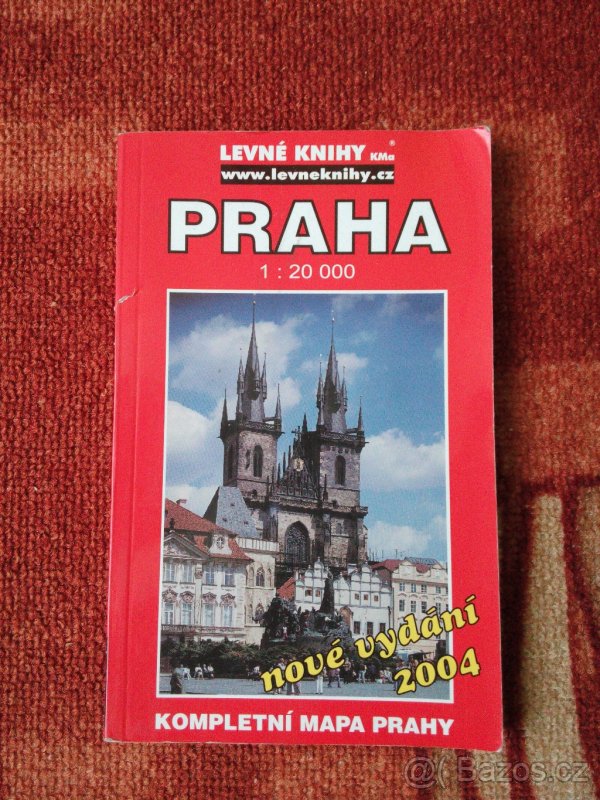 LEVNÉ KNIHY KMa®
www.levneknihy.cz
PRAHA
1 : 20 000
nové vydání
2004
KOMPLETNÍ MAPA PRAHY
@( Bazos.cz